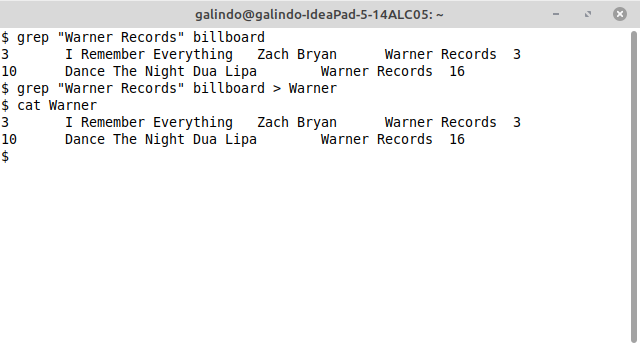 galindo@galindo-IdeaPad-5-14ALC05: ~
$ grep "Warner Records" billboard
3       I Remember Everything   Zach Bryan      Warner Records  3
10      Dance The Night Dua Lipa        Warner Records  16
$ grep "Warner Records" billboard > Warner
$ cat Warner
3       I Remember Everything   Zach Bryan      Warner Records  3
10      Dance The Night Dua Lipa        Warner Records  16
$